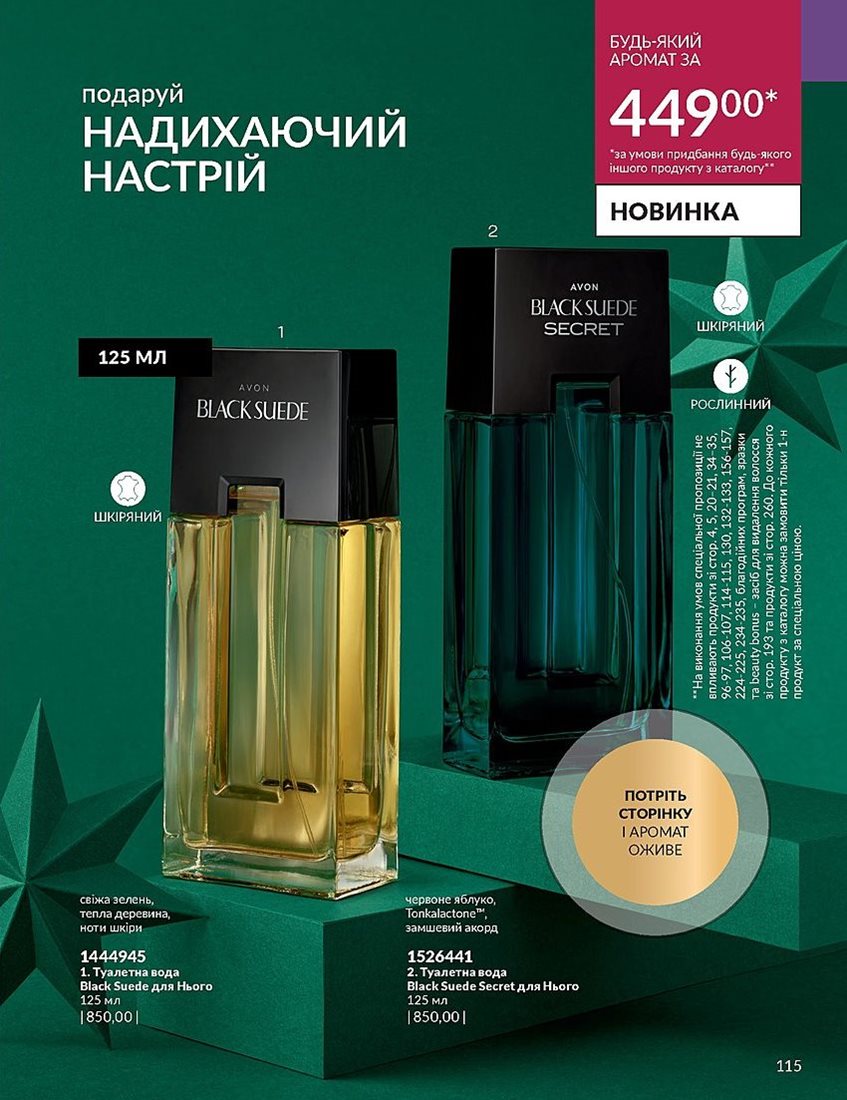 подаруй
НАДИХАЮЧИЙ
НАСТРІЙ
БУДЬ-ЯКИЙ
АРОМАТ ЗА
449⁰⁰*
*за умови придбання будь-якого
іншого продукту з каталогу**
НОВИНКА
2
AVON
BLACK SUEDE
SECRET
ШКІРЯНИЙ
РОСЛИННИЙ
1
125 МЛ
AVON
BLACK SUEDE
ШКІРЯНИЙ
**На виконання умов спеціальної пропозиції не
впливають продукти зі стор. 4, 5, 20–21, 34–35,
96-97, 106-107, 114-115, 130, 132-133, 156-157,
224-225, 234-235, благодійних програм, зразки
та beauty bonus – засіб для видалення волосся
зі стор. 193 та продукти зі стор. 260. До кожного
продукту з каталогу можна замовити тільки 1-н
продукт за спеціальною ціною.
ПОТРІТЬ
СТОРІНКУ
І АРОМАТ
ОЖИВЕ
свіжа зелень,
тепла деревина,
ноти шкіри
1444945
1. Туалетна вода
Black Suede для Нього
125 мл
|850,00|
червоне яблуко,
Tonkalactone™,
замшевий акорд
1526441
2. Туалетна вода
Black Suede Secret для Нього
125 мл
|850,00|
115